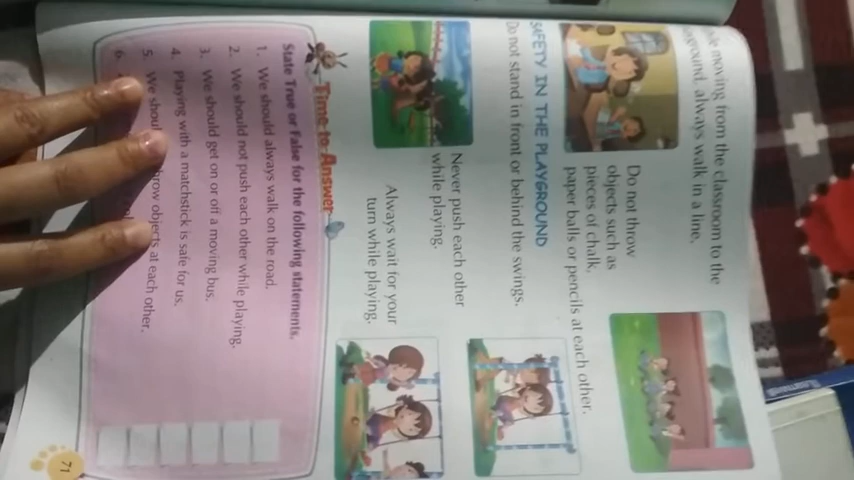 moving from the classroom to the
always walk in a line,
Do not throw
objects such as
pieces of chalk,
paper balls or pencils at each other.
SAFETY IN THE PLAYGROUND
Do not stand in front or behind the swings.
Never push each other
while playing.
Always wait for your
turn while playing.
Time to Answer
State True or False for the following statements.
1. We should always walk on the road.
2. We should not push each other while playing.
3. We should get on or off a moving bus.
4. Playing with a matchstick is safe for us.
5. We objects at each other.
6.
71